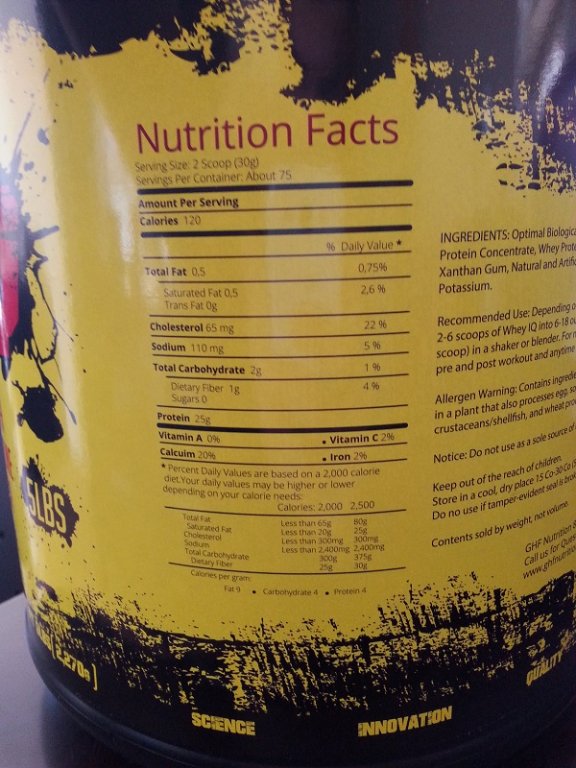 Nutrition Facts
Serving Size: 2 Scoop (30g)
Servings Per Container: About 75
Amount Per Serving
Calories 120
% Daily Value *
Total Fat 0,5 0,75%
Saturated Fat 0,5 2,6 %
Trans Fat 0g
Cholesterol 65 mg 22 %
Sodium 110 mg 5 %
Total Carbohydrate 2g 1 %
Dietary Fiber 1g 4 %
Sugars 0
Protein 25g
Vitamin A 0% • Vitamin C 2%
Calcuim 20% • Iron 2%
* Percent Daily Values are based on a 2,000 calorie
diet.Your daily values may be higher or lower
depending on your calorie needs:
Calories: 2,000 2,500
Total Fat Less than 65g 80g
Saturated Fat Less than 20g 25g
Cholesterol Less than 300mg 300mg
Sodium Less than 2,400mg 2,400mg
Total Carbohydrate 300g 375g
Dietary Fiber 25g 30g
Calories per gram:
Fat 9 • Carbohydrate 4 • Protein 4
INGREDIENTS: Optimal
Protein Concentrate, Whey
Xanthan Gum, Natural and
Potassium.
Recommended Use: Depending
2-6 scoops of Whey IQ into 6-18
scoop) in a shaker or blender. For
pre and post workout and anytime
Allergen Warning: Contains
in a plant that also processes egg,
crustaceans/shellfish, and wheat
Notice: Do not use as a sole source of
Keep out of the reach of children.
Store in a cool, dry place 15 Co-30 Co
Do no use if tamper-evident seal is
Contents sold by weight, not volume.
GHF Nutrition
Call us for
5LBS
2.270g )
SCIENCE
INNOVATION
QUALITY